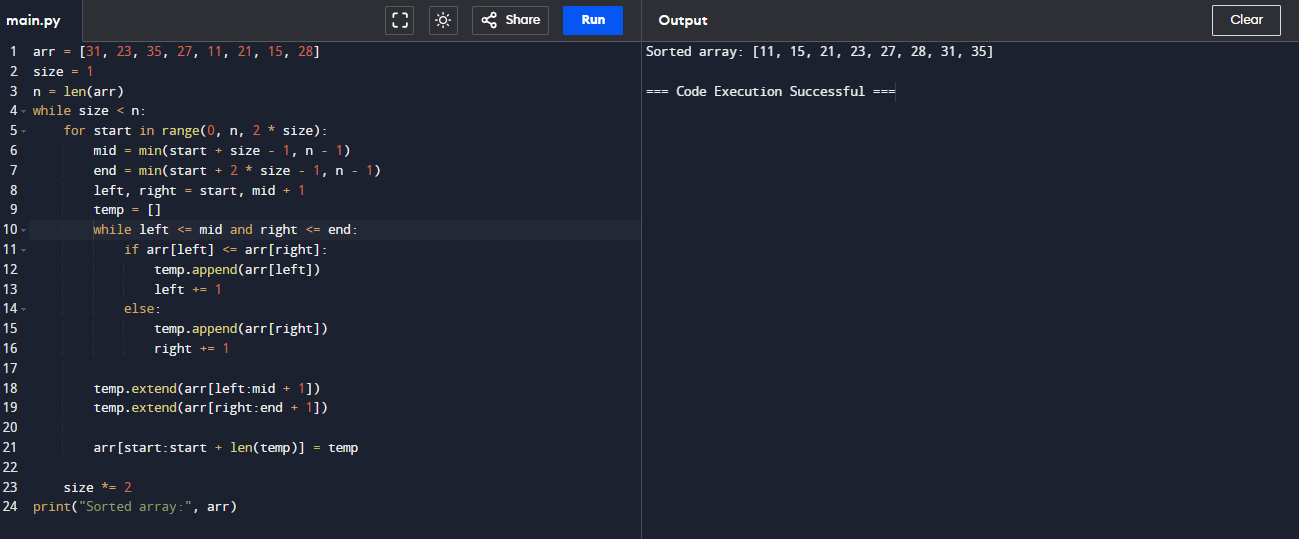 main.py Share Run Output Clear
1 arr = [31, 23, 35, 27, 11, 21, 15, 28]
2 size = 1
3 n = len(arr)
4 while size < n:
5     for start in range(0, n, 2 * size):
6         mid = min(start + size - 1, n - 1)
7         end = min(start + 2 * size - 1, n - 1)
8         left, right = start, mid + 1
9         temp = []
10         while left <= mid and right <= end:
11             if arr[left] <= arr[right]:
12                 temp.append(arr[left])
13                 left += 1
14             else:
15                 temp.append(arr[right])
16                 right += 1
17
18         temp.extend(arr[left:mid + 1])
19         temp.extend(arr[right:end + 1])
20
21         arr[start:start + len(temp)] = temp
22
23     size *= 2
24 print("Sorted array:", arr)
Sorted array: [11, 15, 21, 23, 27, 28, 31, 35]
=== Code Execution Successful ===